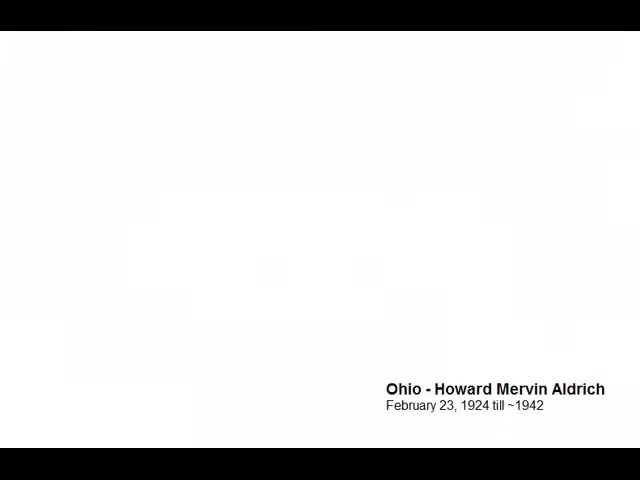 Ohio - Howard Mervin Aldrich
February 23, 1924 till ~1942